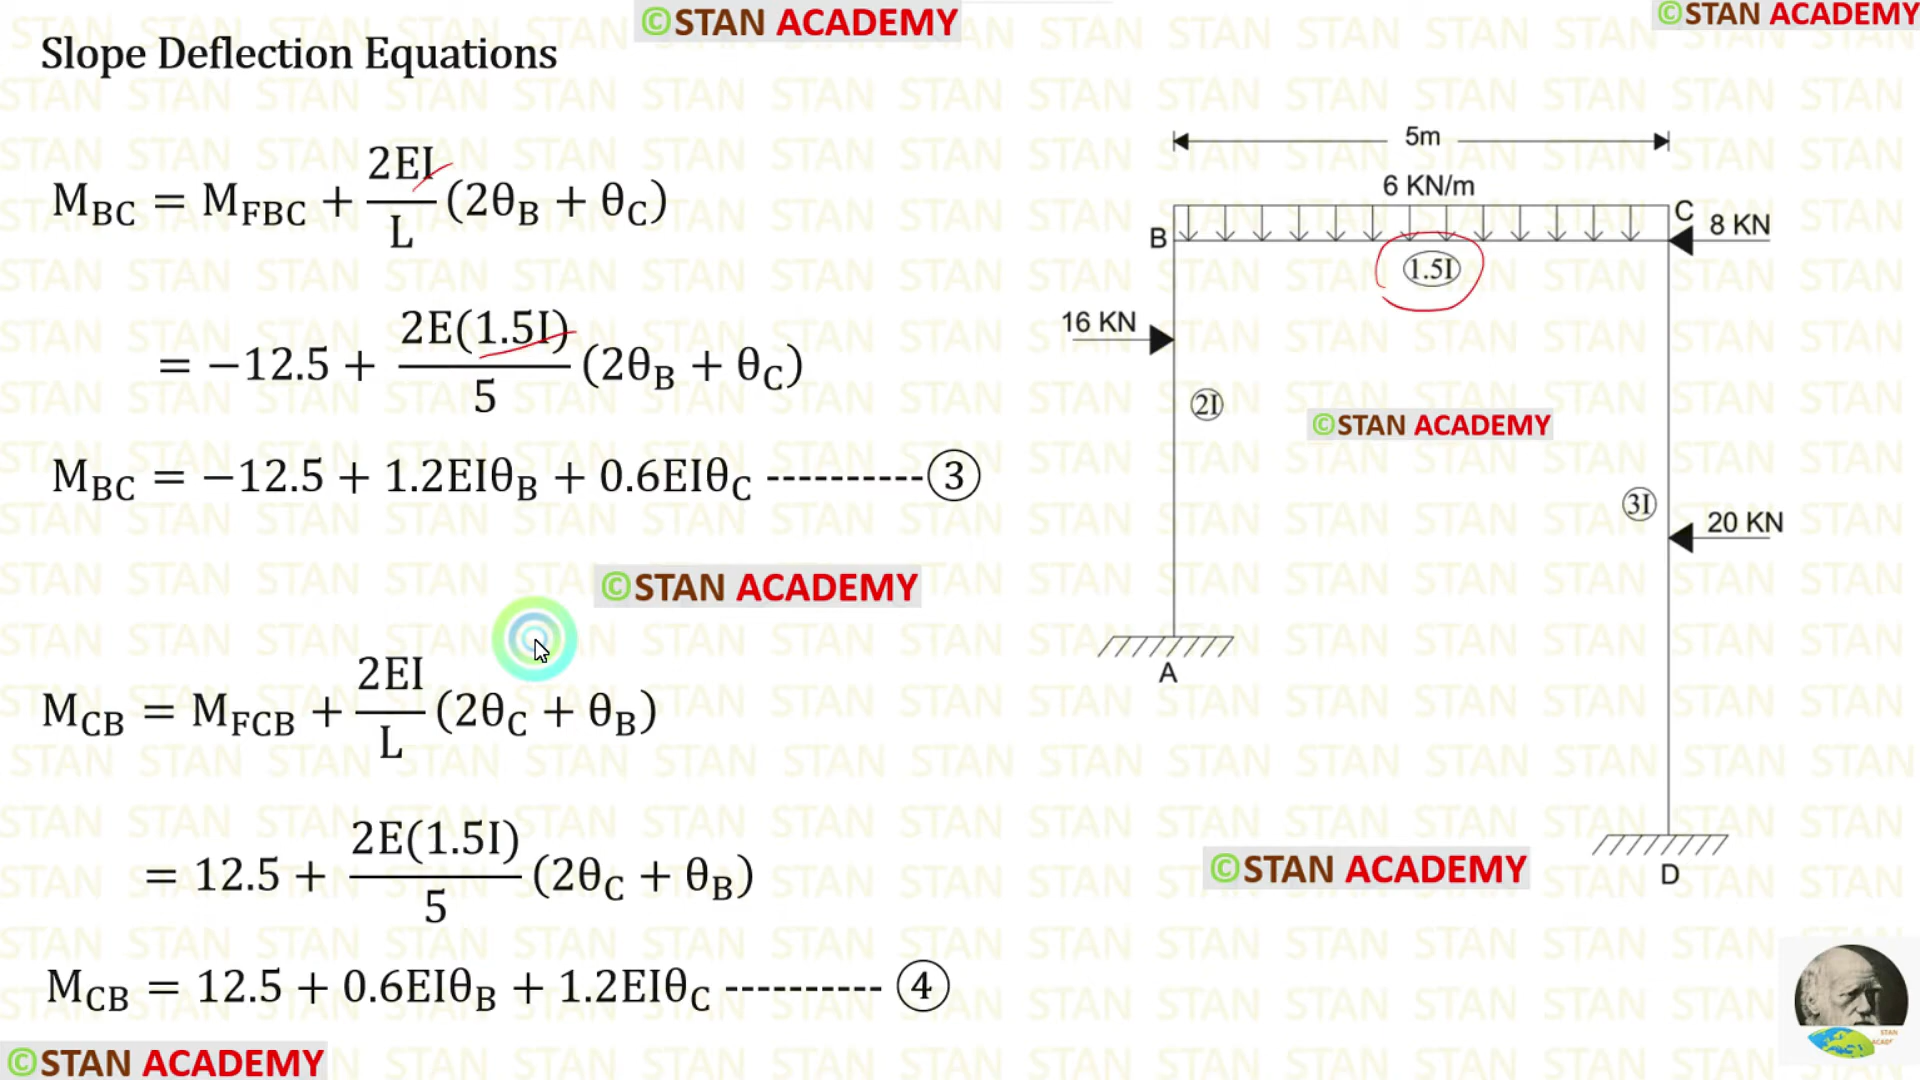 ©STAN ACADEMY
©STAN ACADEMY
Slope Deflection Equations
M_BC = M_FBC + 2EI/L (2θ_B + θ_C)
= −12.5 + 2E(1.5I)/5 (2θ_B + θ_C)
M_BC = −12.5 + 1.2EIθ_B + 0.6EIθ_C ----------③
©STAN ACADEMY
M_CB = M_FCB + 2EI/L (2θ_C + θ_B)
= 12.5 + 2E(1.5I)/5 (2θ_C + θ_B)
M_CB = 12.5 + 0.6EIθ_B + 1.2EIθ_C ---------- ④
©STAN ACADEMY
5m
6 KN/m
B
C
8 KN
1.5I
16 KN
2I
©STAN ACADEMY
3I
20 KN
A
©STAN ACADEMY
D
STAN